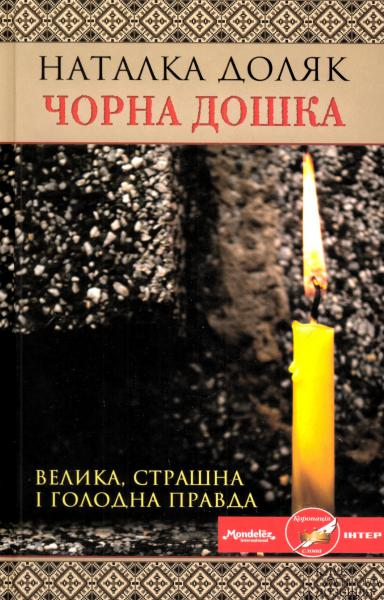 НАТАЛКА ДОЛЯК
ЧОРНА ДОШКА
ВЕЛИКА, СТРАШНА
І ГОЛОДНА ПРАВДА
Mondelēz
International
Коронація
слова
ІНТЕР